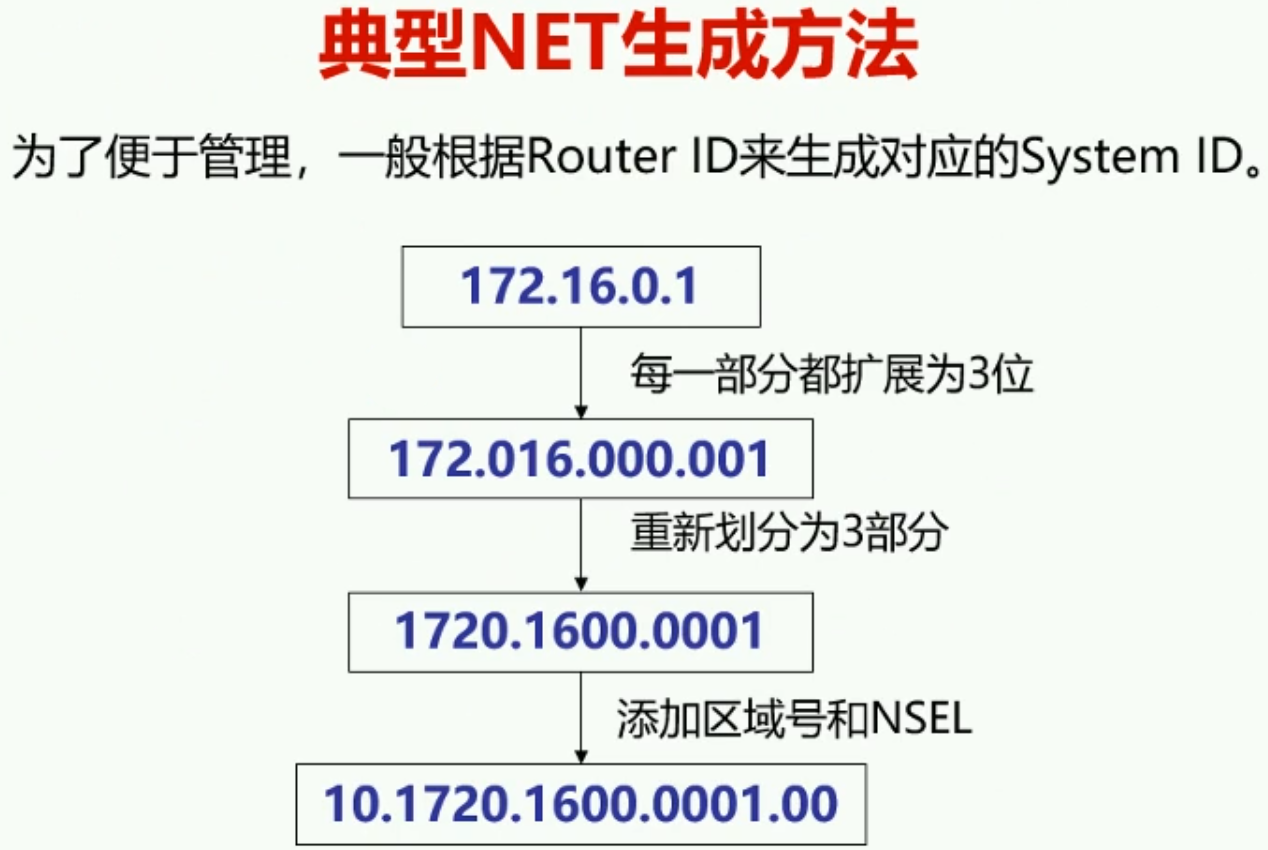 典型NET生成方法
为了便于管理，一般根据Router ID来生成对应的System ID。
172.16.0.1
每一部分都扩展为3位
172.016.000.001
重新划分为3部分
1720.1600.0001
添加区域号和NSEL
10.1720.1600.0001.00